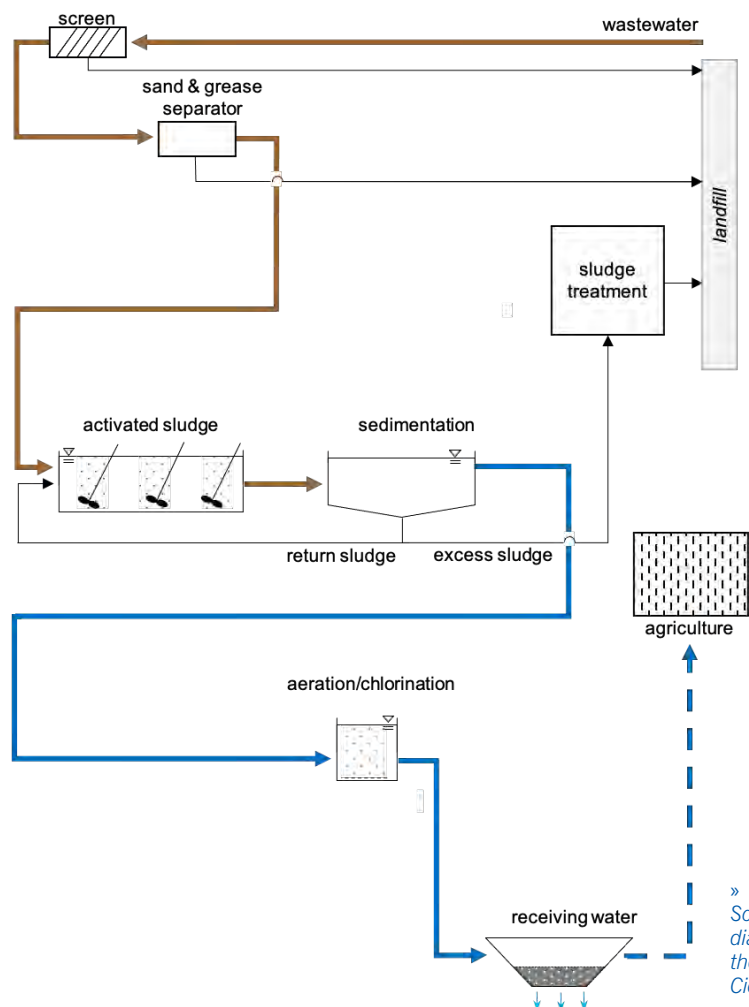 screen
wastewater
sand & grease
separator
landfill
sludge
treatment
activated sludge
sedimentation
return sludge
excess sludge
agriculture
aeration/chlorination
receiving water
»
the